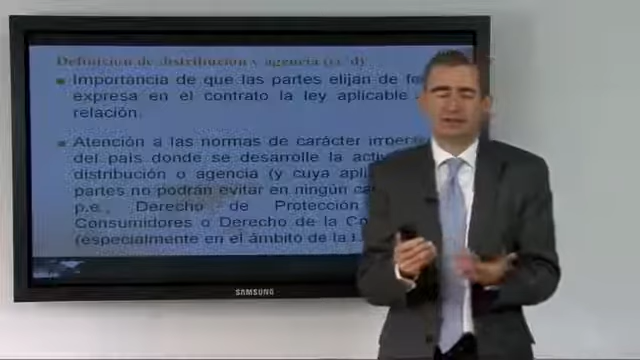 Definición de distribución y agencia (
Importancia de que las partes elijan de
expresa en el contrato la ley aplicable
relación.
Atención a las normas de carácter
del país donde se desarrolle la
distribución o agencia (y cuya
partes no podrán evitar en ningún
p.e., Derecho de Protección
Consumidores o Derecho de la
(especialmente en el ámbito de la
SAMSUNG